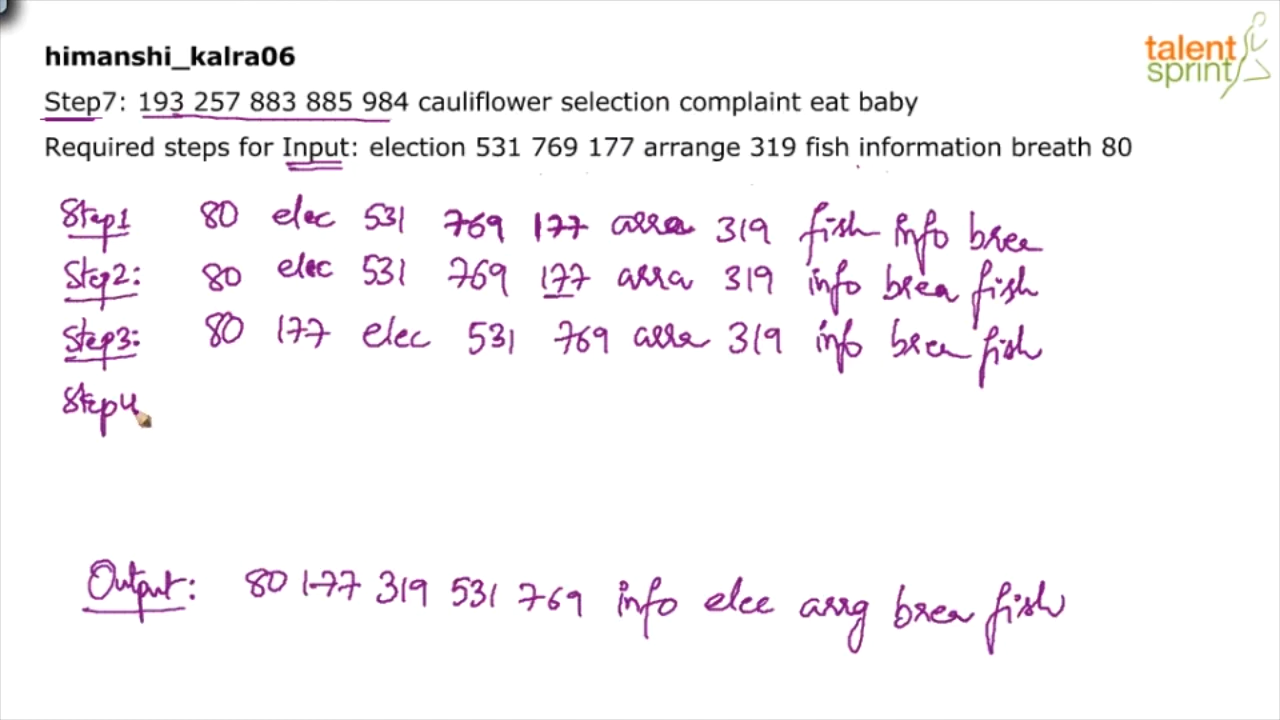 himanshi_kalra06
talent
sprint
Step7: 193 257 883 885 984 cauliflower selection complaint eat baby
Required steps for Input: election 531 769 177 arrange 319 fish information breath 80
Step1 80 elec 531 769 177 arra 319 fish info brea
Step2: 80 elec 531 769 177 arra 319 info brea fish
Step3: 80 177 elec 531 769 arra 319 info brea fish
Step4
Output: 80 177 319 531 769 info elec arrg brea fish